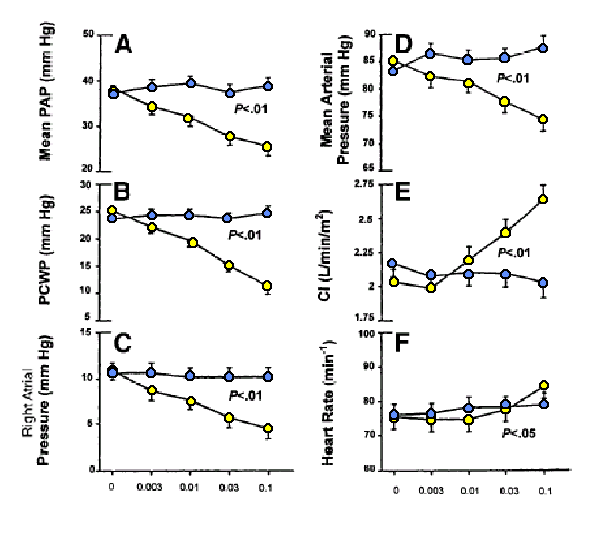 A
Mean PAP (mm Hg)
50
40
30
20
P<.01
B
PCWP (mm Hg)
30
25
20
15
10
5
P<.01
C
Right Atrial
Pressure (mm Hg)
15
10
5
0
P<.01
0 0.003 0.01 0.03 0.1
D
Mean Arterial
Pressure (mm Hg)
90
85
80
75
70
65
P<.01
E
CI (L/min/m²)
2.75
2.5
2.25
2
1.75
P<.01
F
Heart Rate (min⁻¹)
100
90
80
70
60
P<.05
0 0.003 0.01 0.03 0.1